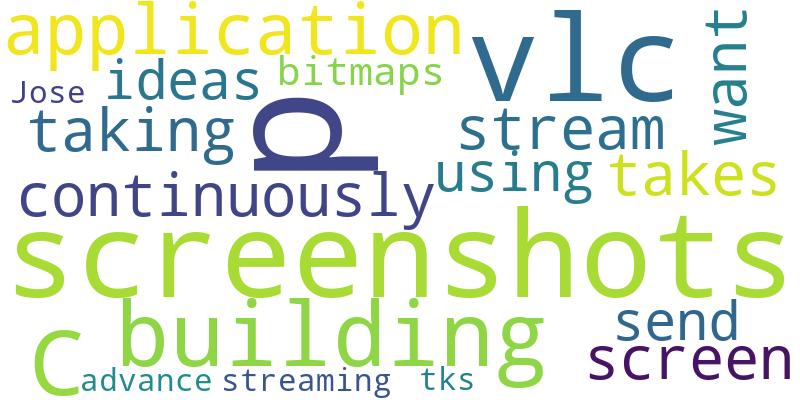 application
vlc
want
Jose
ideas
bitmaps
taking
p
stream
continuously
using
takes
screenshots
building
send
C
screen
advance
streaming
tks